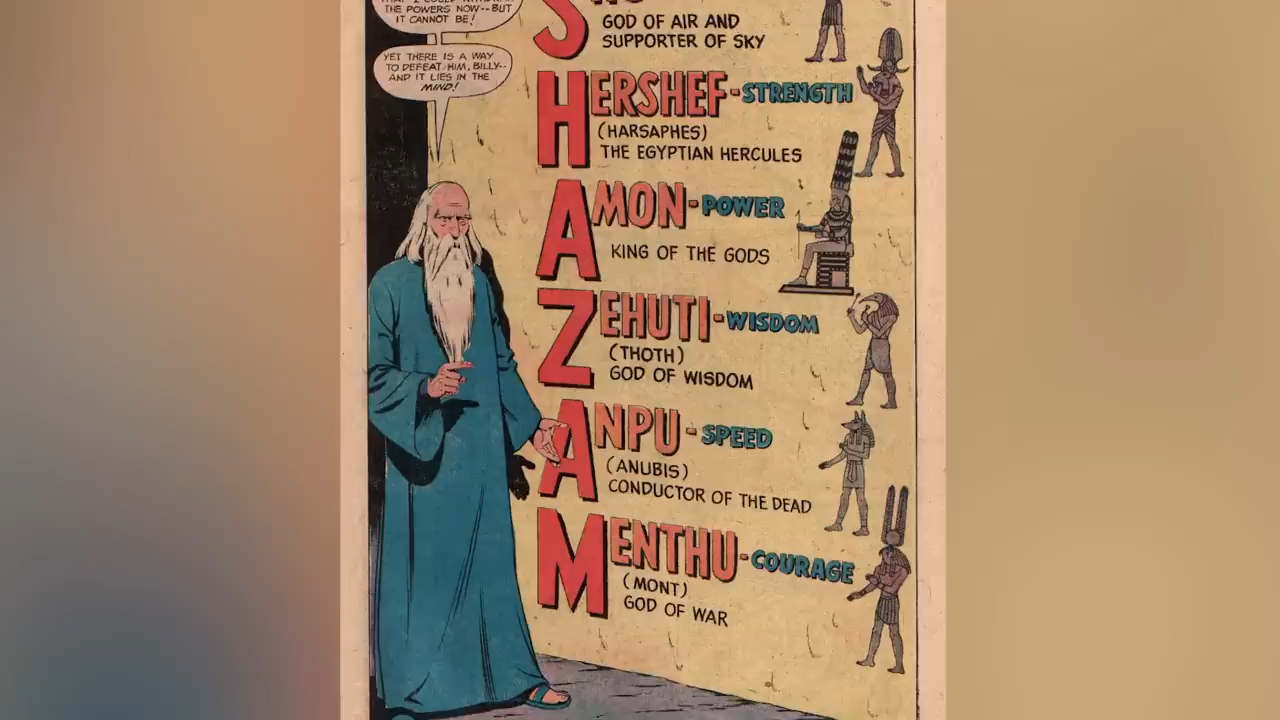 THE POWERS NOW--BUT
IT CANNOT BE!
YET THERE IS A WAY
TO DEFEAT HIM, BILLY--
AND IT LIES IN THE
MIND!
S
GOD OF AIR AND
SUPPORTER OF SKY
HERSHEF-STRENGTH
(HARSAPHES)
THE EGYPTIAN HERCULES
AMON-POWER
KING OF THE GODS
ZEHUTI-WISDOM
(THOTH)
GOD OF WISDOM
ANPU-SPEED
(ANUBIS)
CONDUCTOR OF THE DEAD
MENTHU-COURAGE
(MONT)
GOD OF WAR